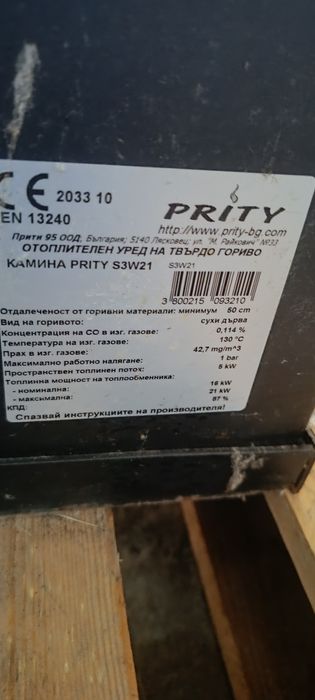 CE 2033 10
EN 13240
PRITY
http://www.prity-bg.com
Прити 95 ООД, България; 5140 Лясковец; ул. "М. Райкович" №33
ОТОПЛИТЕЛЕН УРЕД НА ТВЪРДО ГОРИВО
КАМИНА PRITY S3W21
S3W21
3 800215 093210
Отдалеченост от горивни материали: минимум 50 cm
Вид на горивото: сухи дърва
Концентрация на CO в изг. газове: 0,114 %
Температура на изг. газове: 130 °C
Прах в изг. газове: 42,7 mg/m^3
Максимално работно налягане: 1 bar
Пространствен топлинен поток: 5 kW
Топлинна мощност на топлообменника:
- номинална: 16 kW
- максмална: 21 kW
КПД: 87 %
Спазвай инструкциите на производителя!